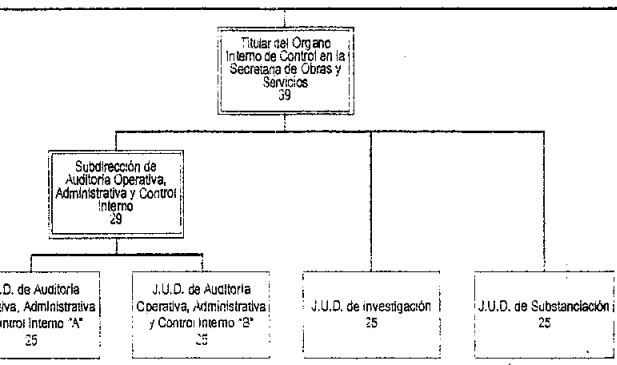 Titular del Organo
Interno de Control en la
Secretaria de Obras y
Servicios
39
Subdirección de
Auditoria Operativa,
Administrativa y Control
Interno
29
.D. de Auditoria
tiva, Administrativa
ntrol Interno "A"
25
J.U.D. de Auditoria
Operativa, Administrativa
y Control Interno "B"
25
J.U.D. de Investigación
25
J.U.D. de Substanciación
25